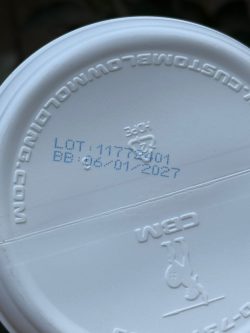 CUSTOMBLOWMOLDING.COM
LOT:11772401
BB:06/01/2027
HDPE
CBM